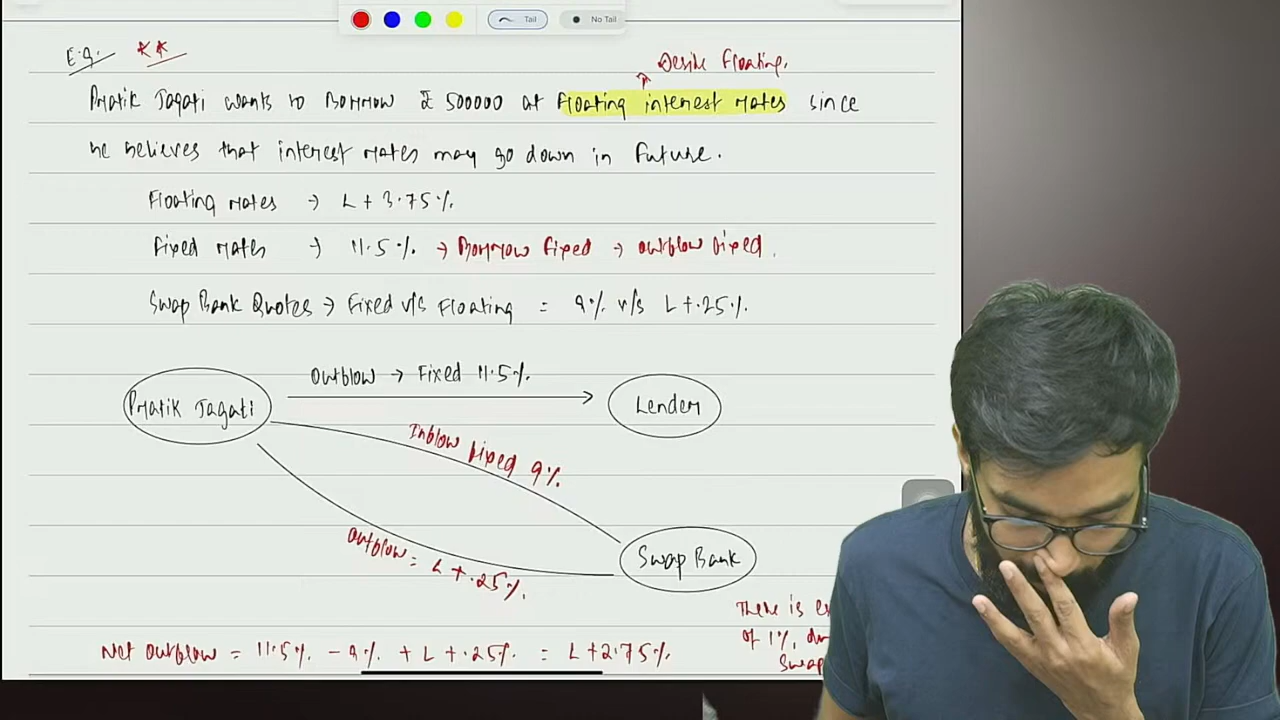 Tail
No Tail
E.g. **
Desire Floating.
Pratik Jagati wants to Borrow ₹ 500000 at Floating interest rates since
he believes that interest rates may go down in Future.
Floating rates → L + 3.75%
Fixed rates → 11.5% → Borrow fixed → outflow fixed.
Swap Bank Quotes → Fixed v/s Floating = 9% v/s L+.25%
Outflow → Fixed 11.5%
Pratik Jagati
Lender
Inflow fixed 9%
outflow = L+.25%
Swap Bank
There is
of 1%,
Swap
Net outflow = 11.5% - 9% + L+.25% = L+2.75%